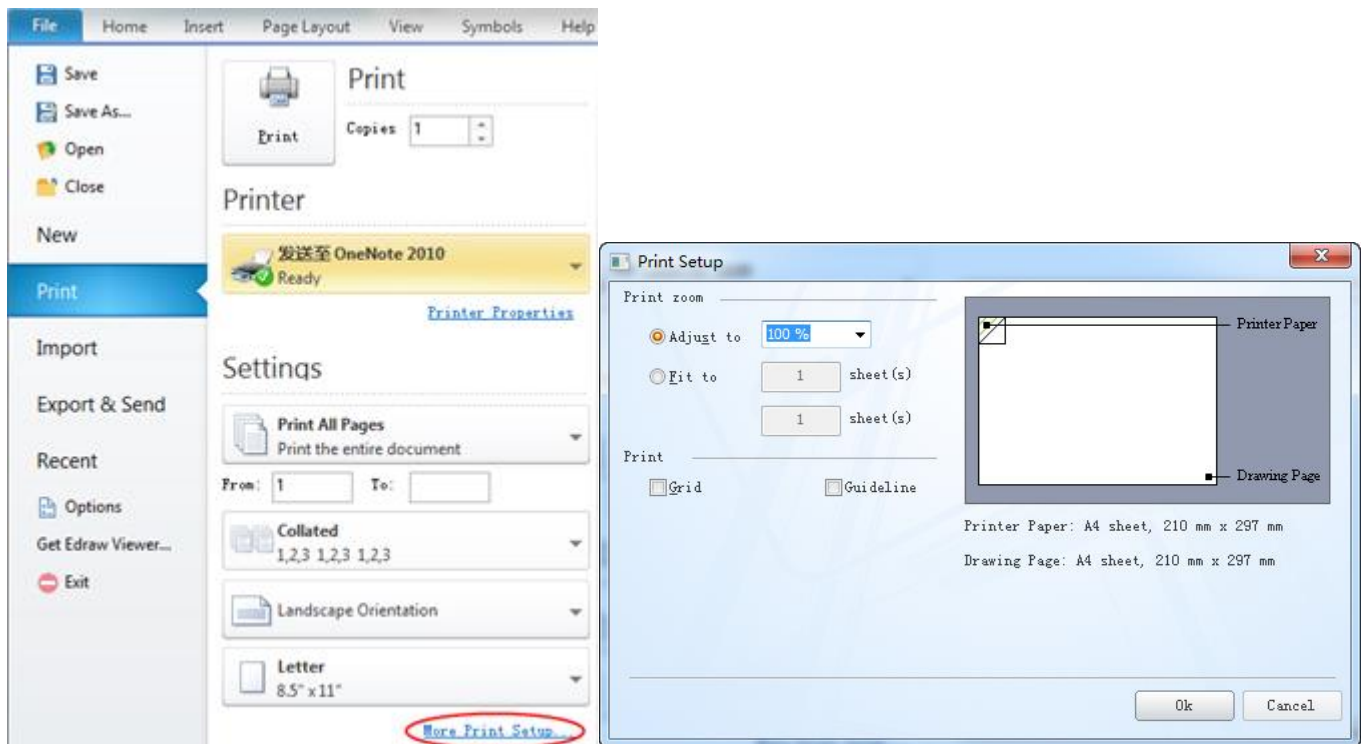 File Home Insert Page Layout View Symbols Help
Save
Save As...
Open
Close
New
Print
Import
Export & Send
Recent
Options
Get Edraw Viewer...
Exit
Print
Print
Copies 1
Printer
发送至 OneNote 2010
Ready
Printer Properties
Settings
Print All Pages
Print the entire document
From: 1 To:
Collated
1,2,3 1,2,3 1,2,3
Landscape Orientation
Letter
8.5" x 11"
More Print Setup...
Print Setup
Print zoom
Adjust to 100 %
Fit to 1 sheet(s)
1 sheet(s)
Print
Grid Guideline
Printer Paper
Drawing Page
Printer Paper: A4 sheet, 210 mm x 297 mm
Drawing Page: A4 sheet, 210 mm x 297 mm
Ok Cancel